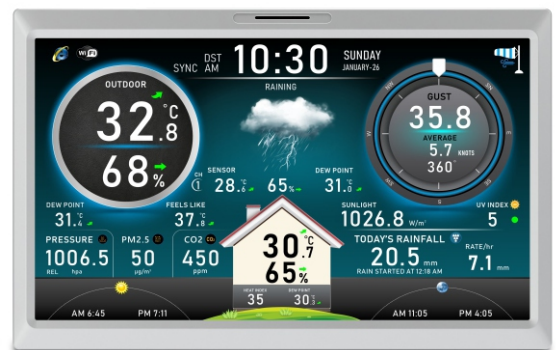 WiFi
SYNC
DST
AM
10:30
SUNDAY
JANUARY-26
RAINING
OUTDOOR
32.8 °C
68%
DEW POINT
31.4
FEELS LIKE
37.8
CH
1
SENSOR
28.6
65%
DEW POINT
31.0
GUST
35.8
AVERAGE
5.7 KNOTS
360°
SUNLIGHT
1026.8 W/m²
UV INDEX
5
PRESSURE
1006.5
REL hpa
PM2.5
50
µg/m³
CO2
450
ppm
30.7 °C
65%
HEAT INDEX
35
DEW POINT
30
TODAY'S RAINFALL
20.5 mm
RAIN STARTED AT 12:18 AM
RATE/hr
7.1 mm
AM 6:45
PM 7:11
AM 11:05
PM 4:05